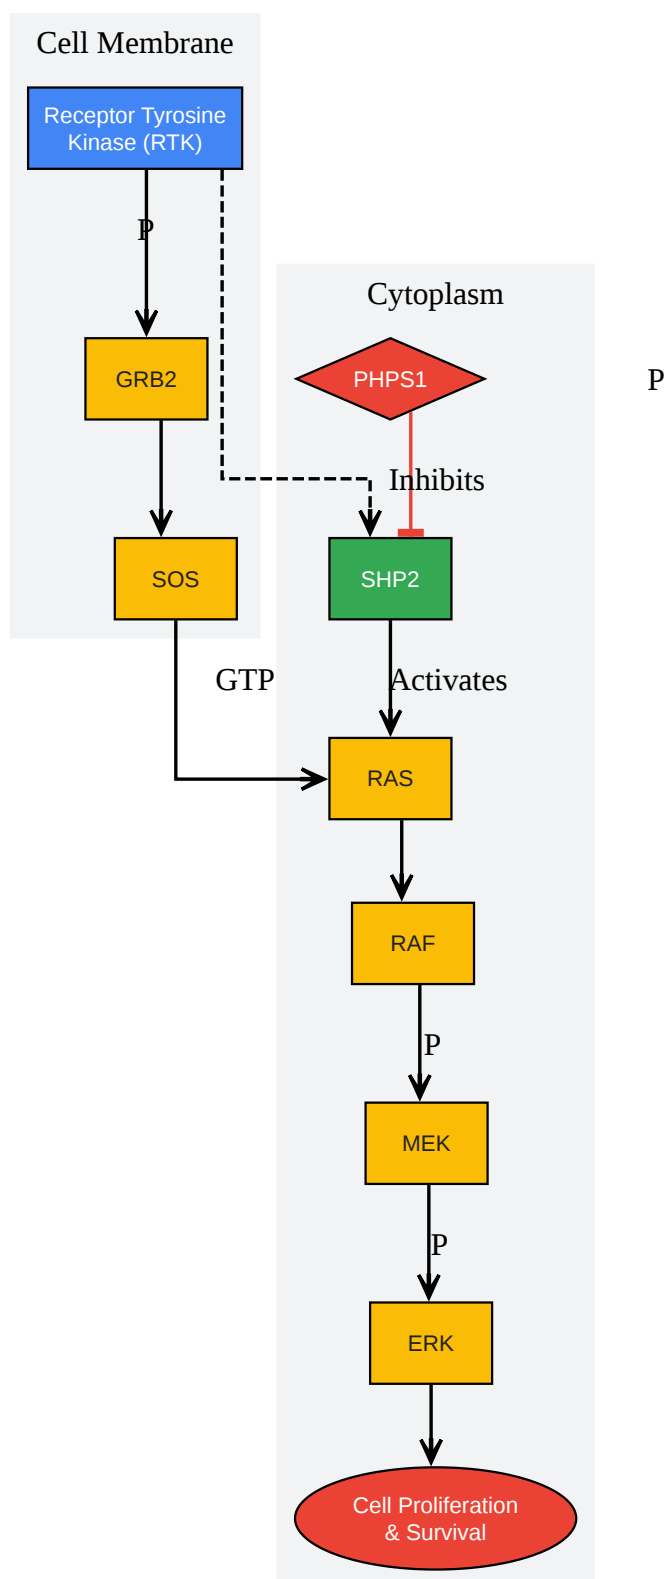 Cell Membrane
Receptor Tyrosine
Kinase (RTK)
P
Cytoplasm
GRB2
PHPS1
P
Inhibits
SOS
SHP2
GTP
Activates
RAS
RAF
P
MEK
P
ERK
Cell Proliferation
& Survival